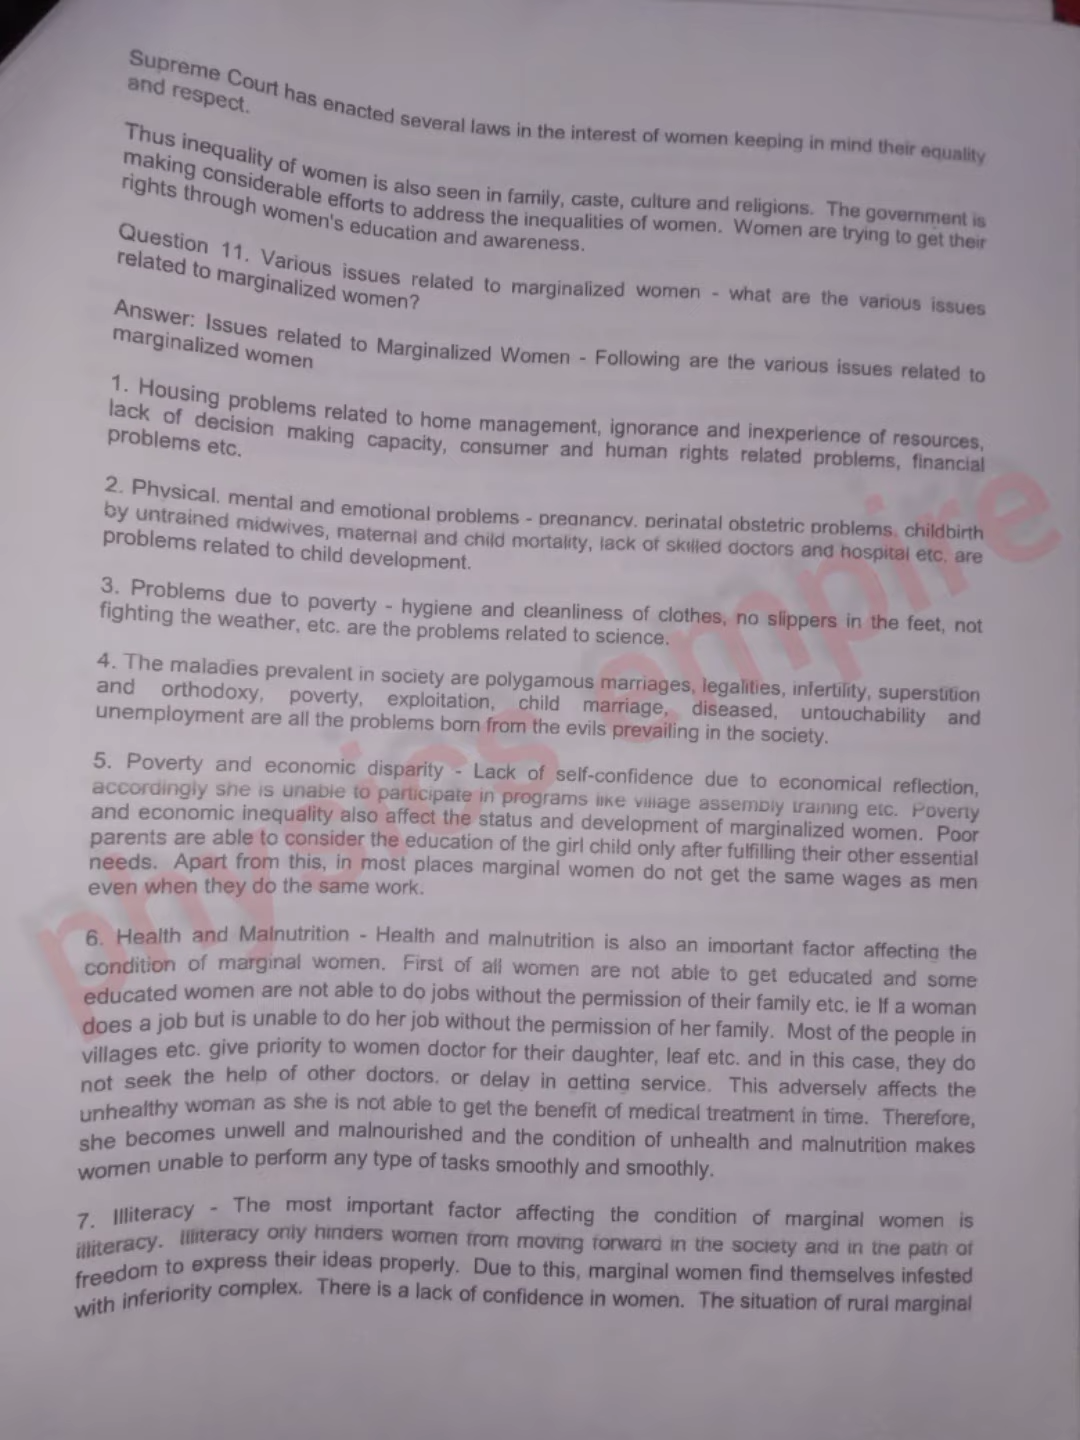 Supreme Court has enacted several laws in the interest of women keeping in mind their equality
and respect.
Thus inequality of women is also seen in family, caste, culture and religions. The government is
making considerable efforts to address the inequalities of women. Women are trying to get their
rights through women's education and awareness.
Question 11. Various issues related to marginalized women - what are the various issues
related to marginalized women?
Answer: Issues related to Marginalized Women - Following are the various issues related to
marginalized women
1. Housing problems related to home management, ignorance and inexperience of resources,
lack of decision making capacity, consumer and human rights related problems, financial
problems etc.
2. Physical. mental and emotional problems - pregnancy. perinatal obstetric problems. childbirth
by untrained midwives, maternal and child mortality, lack of skilled doctors and hospital etc. are
problems related to child development.
3. Problems due to poverty - hygiene and cleanliness of clothes, no slippers in the feet, not
fighting the weather, etc. are the problems related to science.
4. The maladies prevalent in society are polygamous marriages, legalities, infertility, superstition
and orthodoxy, poverty, exploitation, child marriage, diseased, untouchability and
unemployment are all the problems born from the evils prevailing in the society.
5. Poverty and economic disparity - Lack of self-confidence due to economical reflection,
accordingly she is unable to participate in programs like village assembly training etc. Poverty
and economic inequality also affect the status and development of marginalized women. Poor
parents are able to consider the education of the girl child only after fulfilling their other essential
needs. Apart from this, in most places marginal women do not get the same wages as men
even when they do the same work.
6. Health and Malnutrition - Health and malnutrition is also an important factor affecting the
condition of marginal women. First of all women are not able to get educated and some
educated women are not able to do jobs without the permission of their family etc. ie If a woman
does a job but is unable to do her job without the permission of her family. Most of the people in
villages etc. give priority to women doctor for their daughter, leaf etc. and in this case, they do
not seek the help of other doctors. or delay in getting service. This adversely affects the
unhealthy woman as she is not able to get the benefit of medical treatment in time. Therefore,
she becomes unwell and malnourished and the condition of unhealth and malnutrition makes
women unable to perform any type of tasks smoothly and smoothly.
7. Illiteracy - The most important factor affecting the condition of marginal women is
illiteracy. Illiteracy only hinders women from moving forward in the society and in the path of
freedom to express their ideas properly. Due to this, marginal women find themselves infested
with inferiority complex. There is a lack of confidence in women. The situation of rural marginal
physics empire